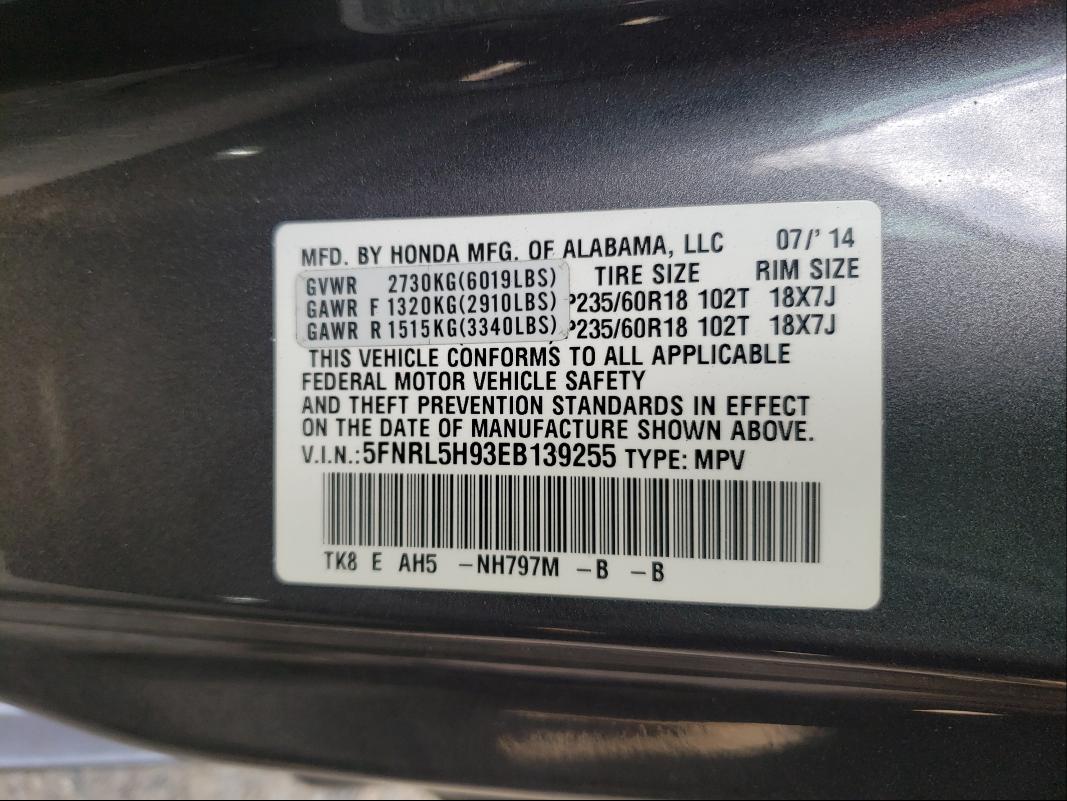 MFD. BY HONDA MFG. OF ALABAMA, LLC 07/' 14
GVWR 2730KG(6019LBS) TIRE SIZE RIM SIZE
GAWR F 1320KG(2910LBS) P235/60R18 102T 18X7J
GAWR R 1515KG(3340LBS) P235/60R18 102T 18X7J
THIS VEHICLE CONFORMS TO ALL APPLICABLE
FEDERAL MOTOR VEHICLE SAFETY
AND THEFT PREVENTION STANDARDS IN EFFECT
ON THE DATE OF MANUFACTURE SHOWN ABOVE.
V.I.N.: 5FNRL5H93EB139255 TYPE: MPV
TK8 E AH5 -NH797M -B -B